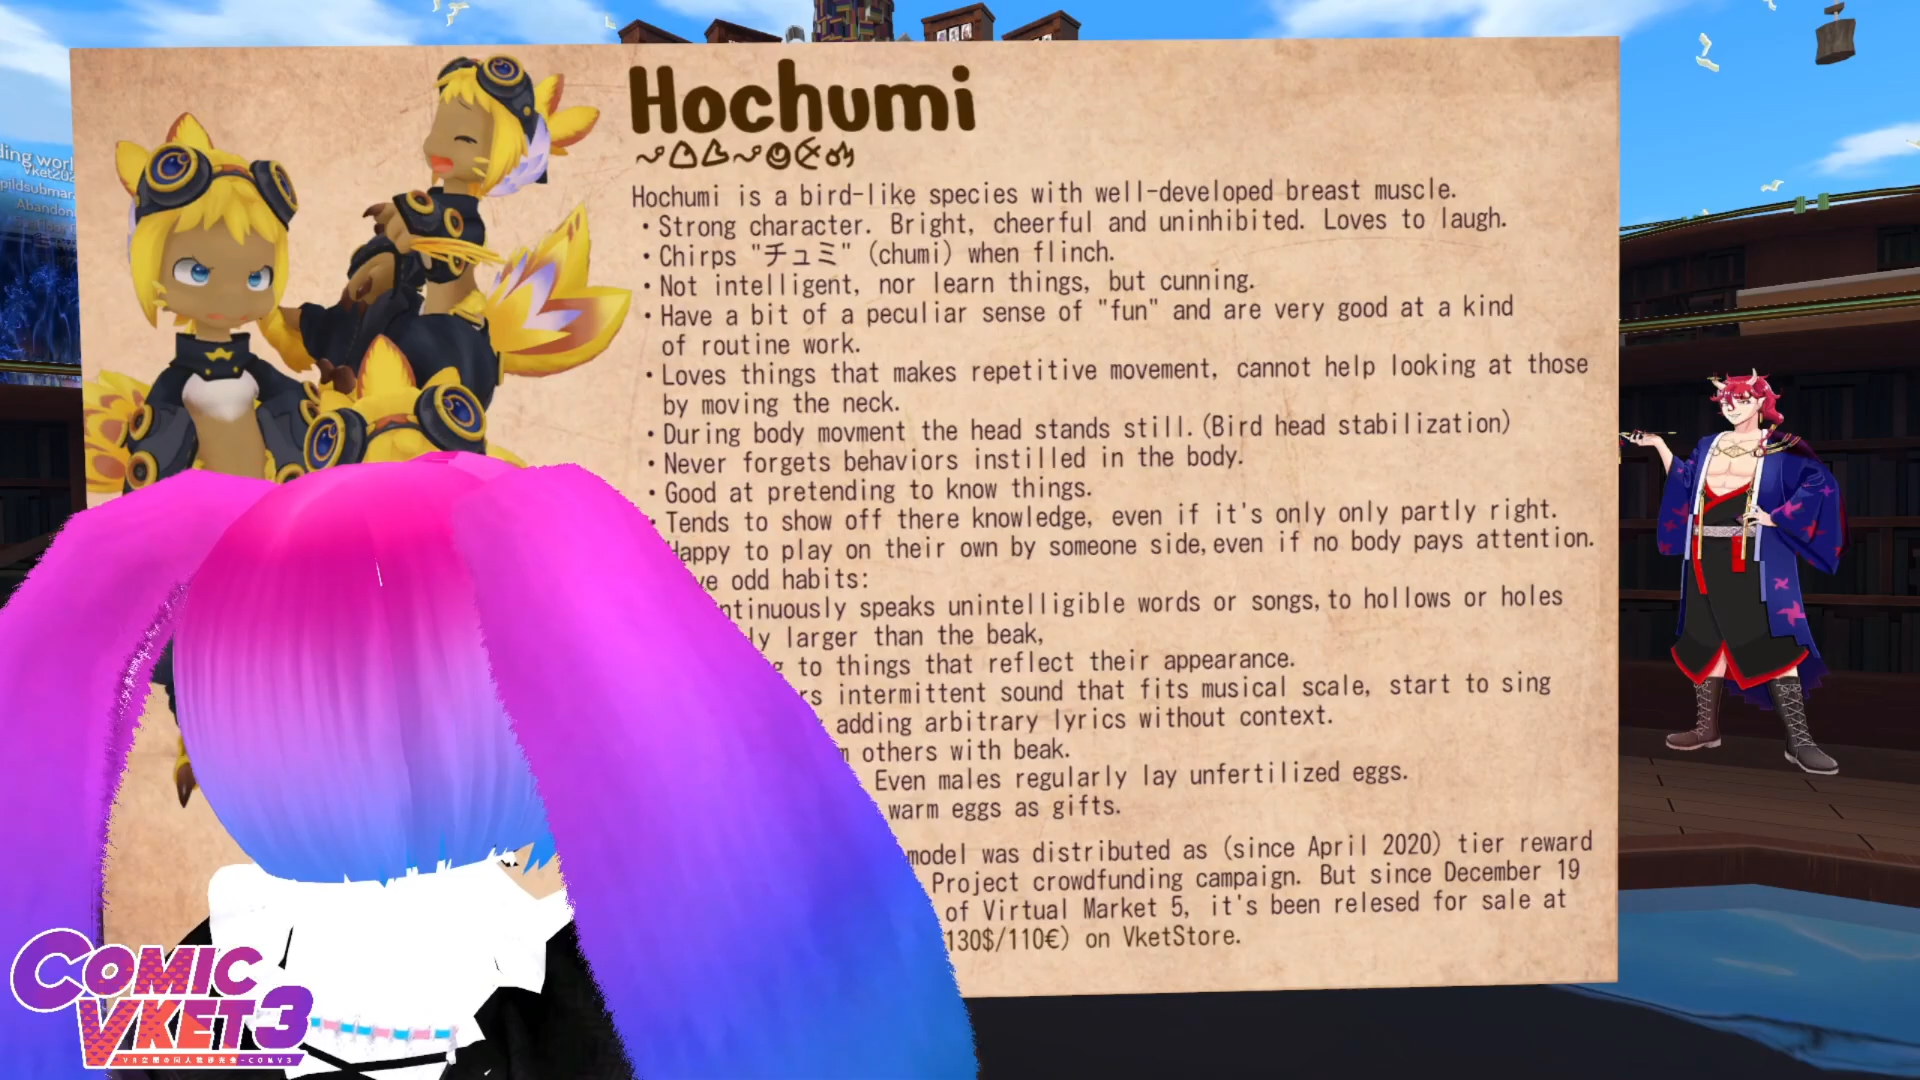 Hochumi
Hochumi is a bird-like species with well-developed breast muscle.
・Strong character. Bright, cheerful and uninhibited. Loves to laugh.
・Chirps "チュミ" (chumi) when flinch.
・Not intelligent, nor learn things, but cunning.
・Have a bit of a peculiar sense of "fun" and are very good at a kind
of routine work.
・Loves things that makes repetitive movement, cannot help looking at those
by moving the neck.
・During body movment the head stands still.(Bird head stabilization)
・Never forgets behaviors instilled in the body.
・Good at pretending to know things.
・Tends to show off there knowledge, even if it's only only partly right.
Happy to play on their own by someone side, even if no body pays attention.
odd habits:
speaks unintelligible words or songs, to hollows or holes
larger than the beak,
to things that reflect their appearance.
intermittent sound that fits musical scale, start to sing
adding arbitrary lyrics without context.
others with beak.
Even males regularly lay unfertilized eggs.
warm eggs as gifts.
model was distributed as (since April 2020) tier reward
Project crowdfunding campaign. But since December 19
of Virtual Market 5, it's been relesed for sale at
130$/110€) on VketStore.
COMIC
VKET3